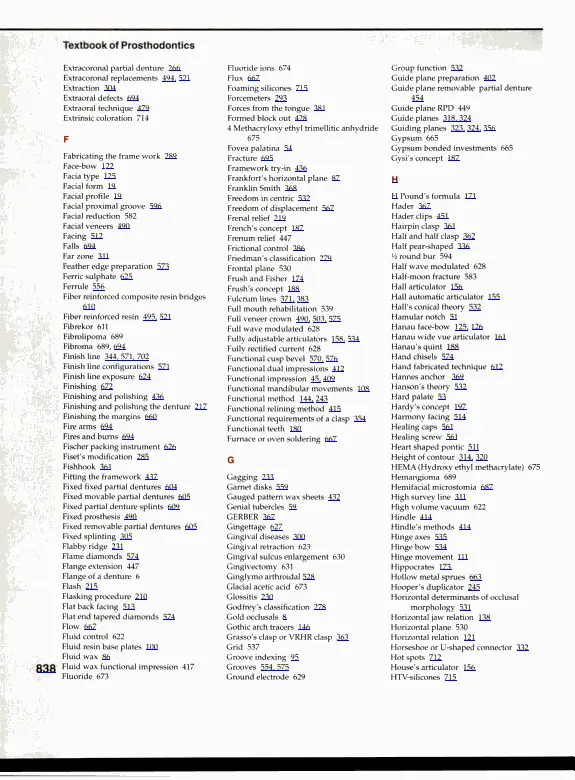 Textbook of Prosthodontics
Extracoronal partial denture 266
Extracoronal replacements 494, 521
Extraction 304
Extraoral defects 694
Extraoral technique 479
Extrinsic coloration 714
F
Fabricating the frame work 289
Face-bow 122
Facia type 125
Facial form 19
Facial profile 19
Facial proximal groove 596
Facial reduction 582
Facial veneers 490
Facing 512
Falls 694
Far zone 311
Feather edge preparation 573
Ferric sulphate 625
Ferrule 556
Fiber reinforced composite resin bridges
610
Fiber reinforced resin 495, 521
Fibrekor 611
Fibrolipoma 689
Fibroma 689, 694
Finish line 344, 571, 702
Finish line configurations 571
Finish line exposure 624
Finishing 672
Finishing and polishing 436
Finishing and polishing the denture 217
Finishing the margins 660
Fire arms 694
Fires and burns 694
Fischer packing instrument 626
Fiset's modification 285
Fishhook 361
Fitting the framework 437
Fixed fixed partial dentures 604
Fixed movable partial dentures 605
Fixed partial denture splints 609
Fixed prosthesis 490
Fixed removable partial dentures 605
Fixed splinting 305
Flabby ridge 231
Flame diamonds 574
Flange extension 447
Flange of a denture 6
Flash 215
Flasking procedure 210
Flat back facing 513
Flat end tapered diamonds 574
Flow 667
Fluid control 622
Fluid resin base plates 100
Fluid wax 86
Fluid wax functional impression 417
Fluoride 673
Fluoride ions 674
Flux 667
Foaming silicones 715
Forcemeters 293
Forces from the tongue 381
Formed block out 428
4 Methacryloxy ethyl trimellitic anhydride
675
Fovea palatina 54
Fracture 695
Framework try-in 436
Frankfort's horizontal plane 87
Franklin Smith 368
Freedom in centric 532
Freedom of displacement 567
Frenal relief 219
French's concept 187
Frenum relief 447
Frictional control 386
Friedman's classification 279
Frontal plane 530
Frush and Fisher 174
Frush's concept 188
Fulcrum lines 371, 383
Full mouth rehabilitation 539
Full veneer crown 490, 503, 575
Full wave modulated 628
Fully adjustable articulators 158, 534
Fully rectified current 628
Functional cusp bevel 570, 576
Functional dual impressions 412
Functional impression 45, 409
Functional mandibular movements 108
Functional method 144, 243
Functional relining method 415
Functional requirements of a clasp 354
Functional teeth 180
Furnace or oven soldering 667
G
Gagging 233
Garnet disks 559
Gauged pattern wax sheets 432
Genial tubercles 59
GERBER 367
Gingettage 627
Gingival diseases 300
Gingival retraction 623
Gingival sulcus enlargement 630
Gingivectomy 631
Ginglymo arthroidal 528
Glacial acetic acid 673
Glossitis 230
Godfrey's classification 278
Gold occlusals 8
Gothic arch tracers 146
Grasso's clasp or VRHR clasp 363
Grid 537
Groove indexing 95
Grooves 554, 575
Ground electrode 629
Group function 532
Guide plane preparation 402
Guide plane removable partial denture
454
Guide plane RPD 449
Guide planes 318, 324
Guiding planes 323, 324, 356
Gypsum 665
Gypsum bonded investments 665
Gysi's concept 187
H
H Pound's formula 171
Hader 367
Hader clips 451
Hairpin clasp 361
Half and half clasp 362
Half pear-shaped 336
½ round bur 594
Half wave modulated 628
Half-moon fracture 583
Hall articulator 156
Hall automatic articulator 155
Hall's conical theory 532
Hamular notch 51
Hanau face-bow 125, 126
Hanau wide vue articulator 161
Hanau's quint 188
Hand chisels 574
Hand fabricated technique 612
Hannes anchor 369
Hanson's theory 532
Hard palate 53
Hardy's concept 197
Harmony facing 514
Healing caps 561
Healing screw 561
Heart shaped pontic 511
Height of contour 314, 320
HEMA (Hydroxy ethyl methacrylate) 675
Hemangioma 689
Hemifacial microstomia 687
High survey line 311
High volume vacuum 622
Hindle 414
Hindle's methods 414
Hinge axes 535
Hinge bow 534
Hinge movement 111
Hippocrates 173
Hollow metal sprues 663
Hooper's duplicator 245
Horizontal determinants of occlusal
morphology 531
Horizontal jaw relation 138
Horizontal plane 530
Horizontal relation 121
Horseshoe or U-shaped connector 332
Hot spots 712
House's articulator 156
HTV-silicones 715
838